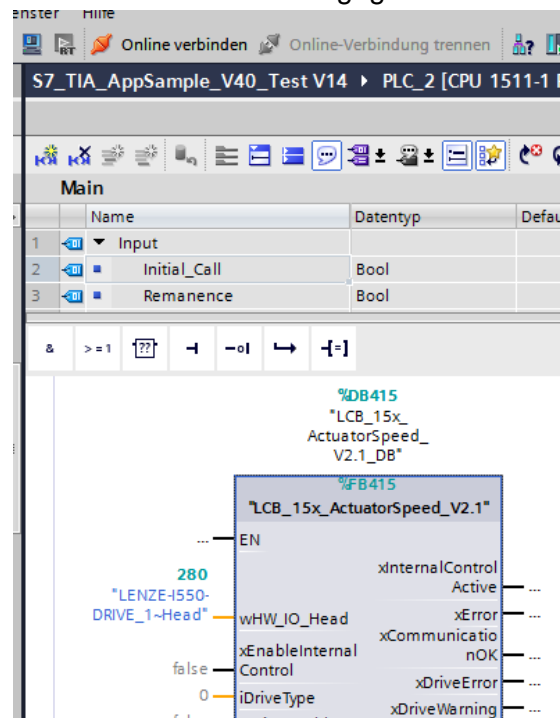 Hilfe
Online verbinden Online-Verbindung trennen
S7_TIA_AppSample_V40_Test V14 ▸ PLC_2 [CPU 1511-1
Main
Name Datentyp
1 Input
2 Initial_Call Bool
3 Remanence Bool
& >=1 ?? -[=]
%DB415
"LCB_15x_
ActuatorSpeed_
V2.1_DB"
%FB415
"LCB_15x_ActuatorSpeed_V2.1"
... EN
xInternalControl
Active ...
280
"LENZE-I550-
DRIVE_1~Head" wHW_IO_Head
xError ...
xCommunicatio
nOK ...
xEnableInternal
false Control
xDriveError ...
0 iDriveType
xDriveWarning ...